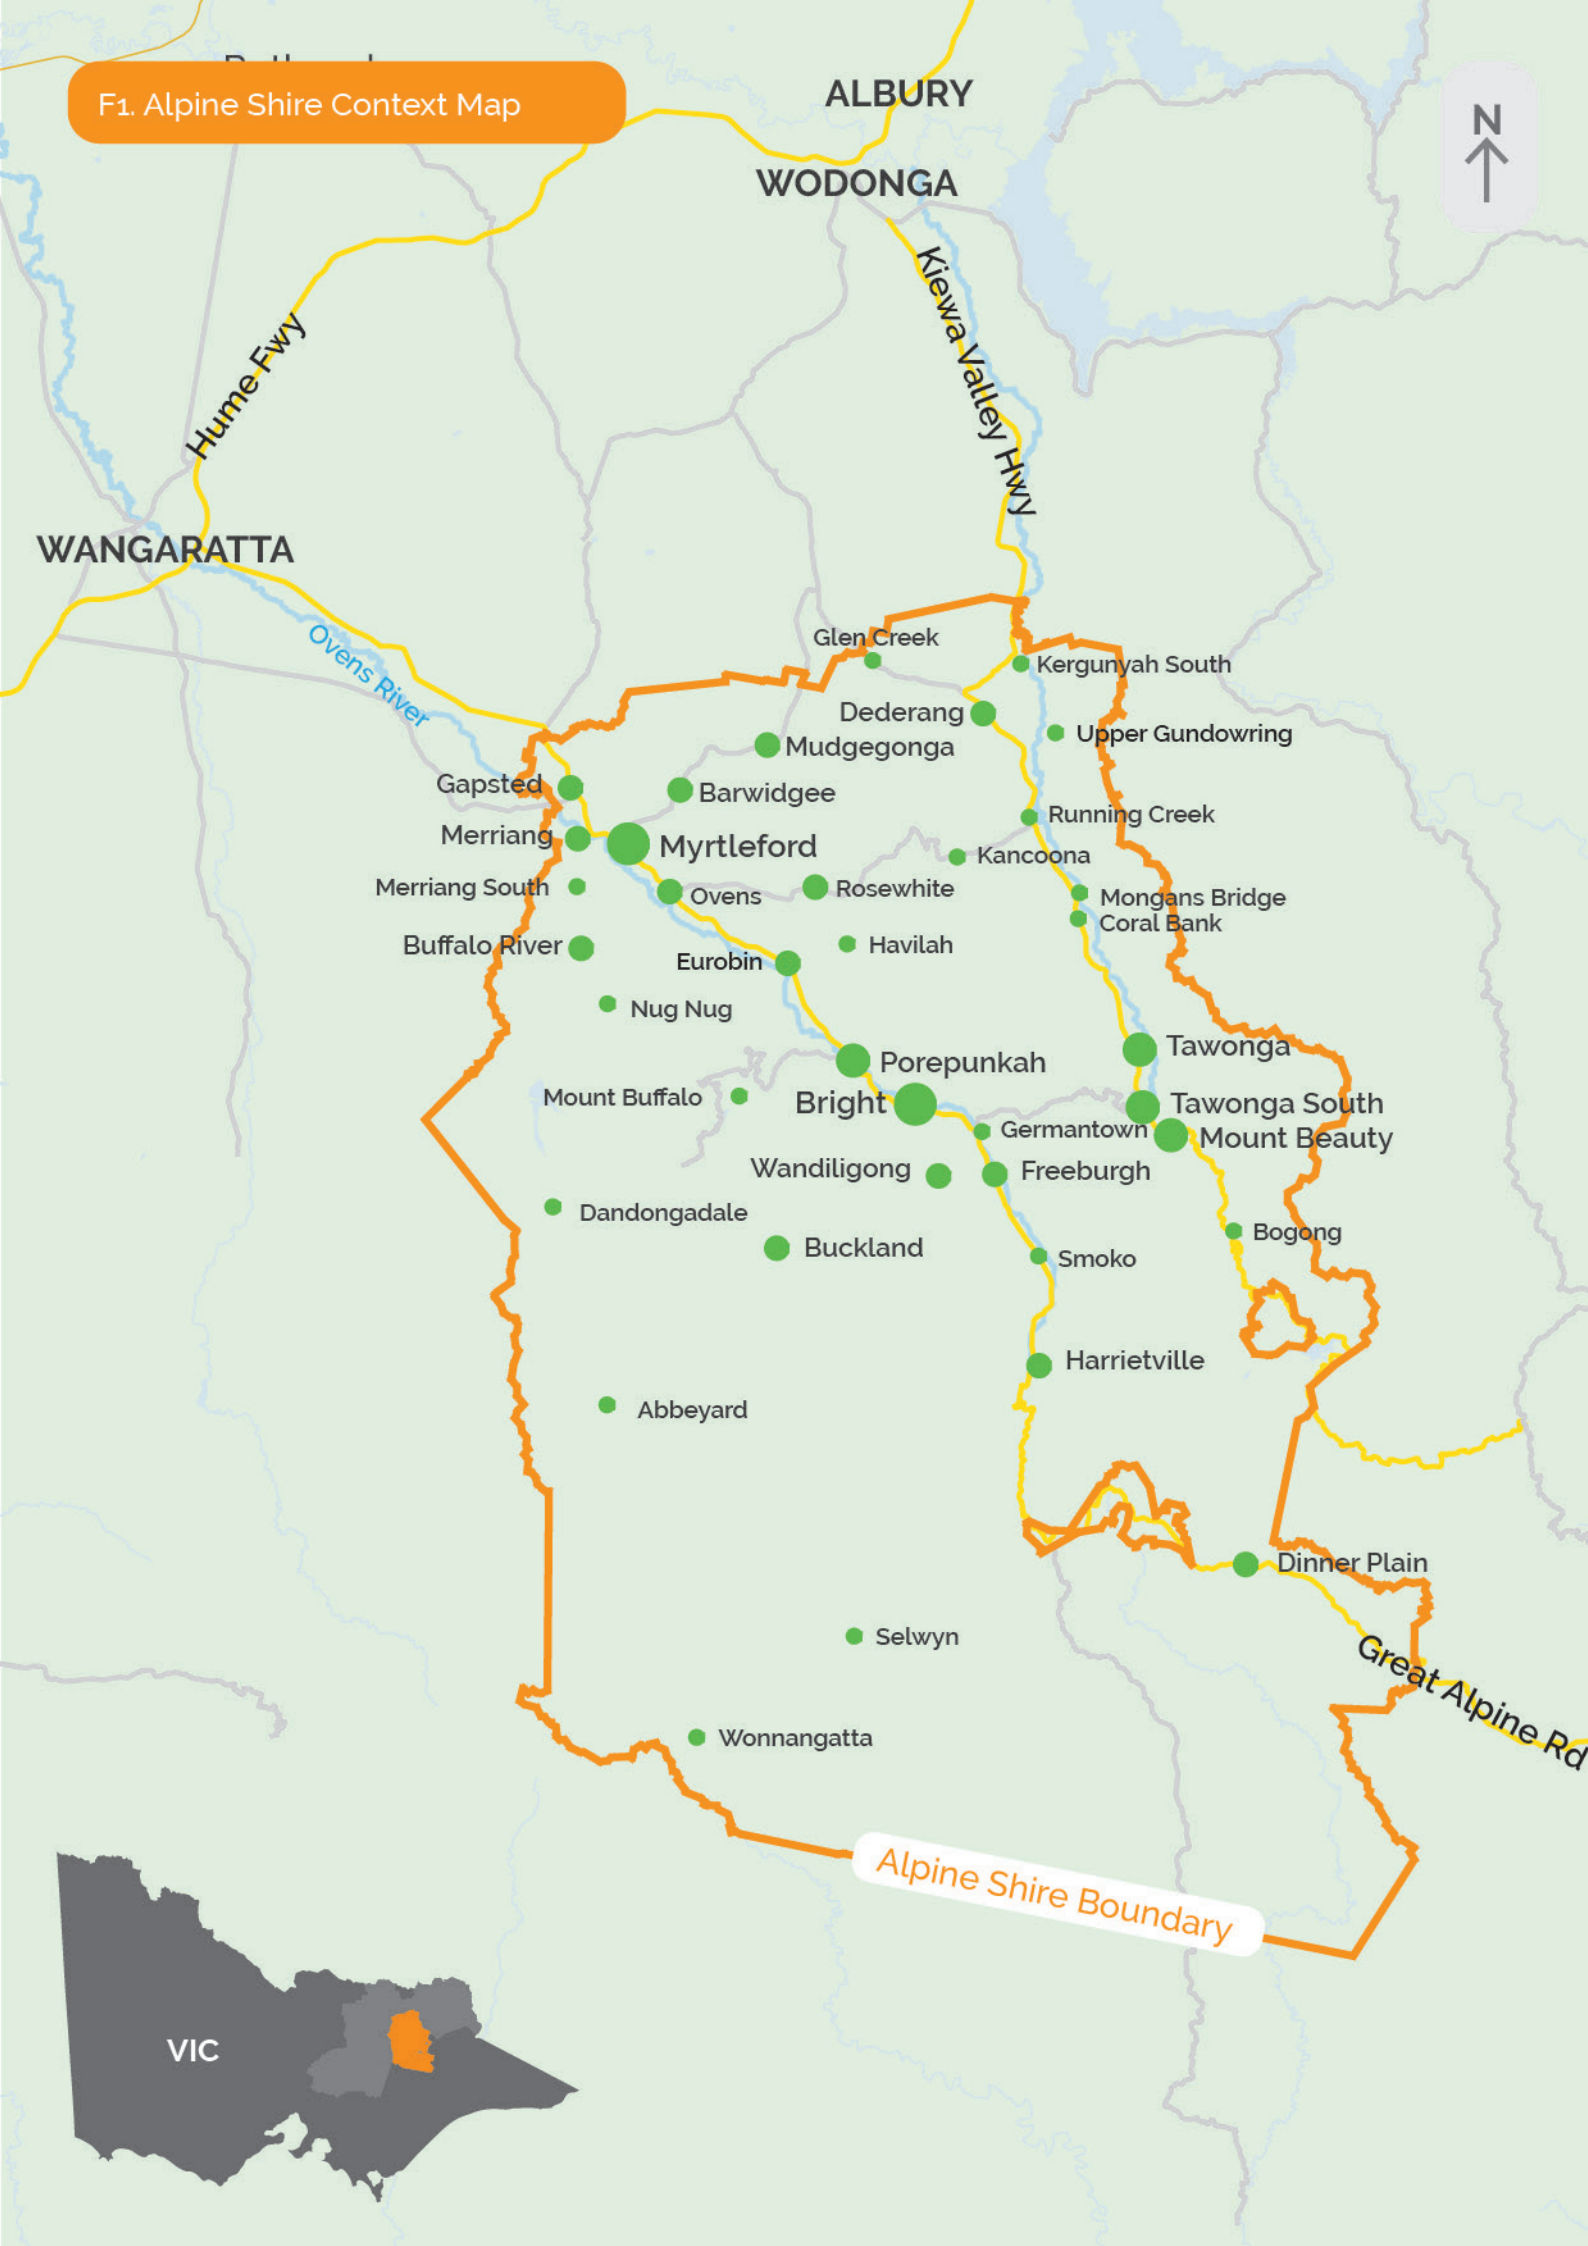 F1. Alpine Shire Context Map
ALBURY
N
WODONGA
Kiewa Valley Hwy
Hume Fwy
WANGARATTA
Ovens River
Glen Creek
Kergunyah South
Dederang
Upper Gundowring
Mudgegonga
Gapsted
Barwidgee
Running Creek
Merriang
Myrtleford
Kancoona
Merriang South
Ovens
Rosewhite
Mongans Bridge
Coral Bank
Buffalo River
Havilah
Eurobin
Nug Nug
Tawonga
Porepunkah
Mount Buffalo
Bright
Tawonga South
Germantown
Mount Beauty
Wandiligong
Freeburgh
Dandongadale
Bogong
Buckland
Smoko
Harrietville
Abbeyard
Dinner Plain
Selwyn
Great Alpine Rd
Wonnangatta
Alpine Shire Boundary
VIC